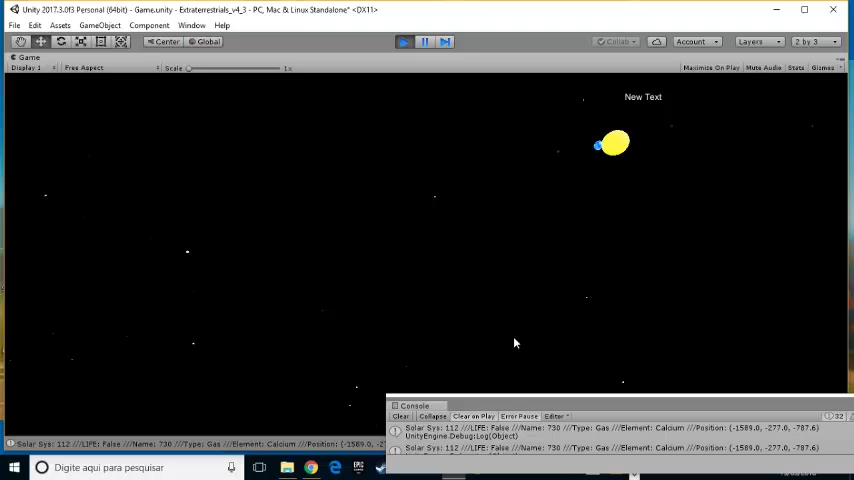 Unity 2017.3.0f3 Personal (64bit) - Game.unity - Extraterrestrials_v4_3 - PC, Mac & Linux Standalone* <DX11>
File Edit Assets GameObject Component Window Help
Center Global Collab Account Layers 2 by 3
Game
Display 1 Free Aspect Scale 1x Maximize On Play Mute Audio Stats Gizmos
New Text
Console
Clear Collapse Clear on Play Error Pause Editor 32
Solar Sys: 112 ///LIFE: False ///Name: 730 ///Type: Gas ///Element: Calcium ///Position: (-1589.0, -277.0, -787.6)
UnityEngine.Debug:Log(Object)
Solar Sys: 112 ///LIFE: False ///Name: 730 ///Type: Gas ///Element: Calcium ///Position: (-1589.0, -277.0, -787.6)
Solar Sys: 112 ///LIFE: False ///Name: 730 ///Type: Gas ///Element: Calcium ///Position: (-1589.0, -27
Digite aqui para pesquisar
EPIC